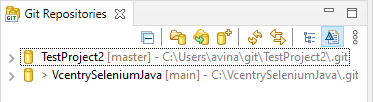 Git Repositories
TestProject2 [master] - C:\Users\avina\git\TestProject2\.git
> VcentrySeleniumJava [main] - C:\VcentrySeleniumJava\.git